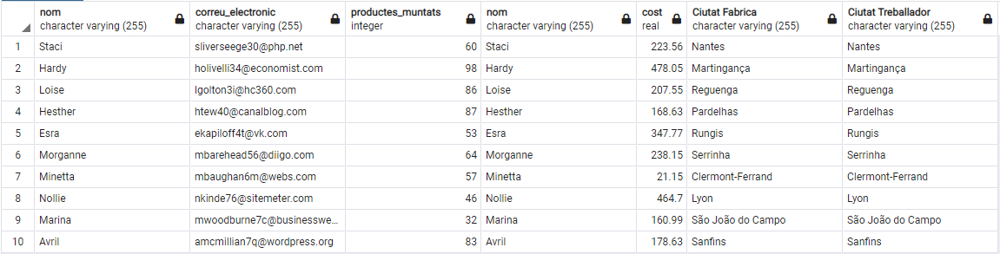 nom correu_electronic productes_muntats nom cost Ciutat Fabrica Ciutat Treballador
character varying (255) character varying (255) integer character varying (255) real character varying (255) character varying (255)
1 Staci sliverseege30@php.net 60 Staci 223.56 Nantes Nantes
2 Hardy holivelli34@economist.com 98 Hardy 478.05 Martingança Martingança
3 Loise lgolton3i@hc360.com 86 Loise 207.55 Reguenga Reguenga
4 Hesther htew40@canalblog.com 87 Hesther 168.63 Pardelhas Pardelhas
5 Esra ekapiloff4t@vk.com 53 Esra 347.77 Rungis Rungis
6 Morganne mbarehead56@diigo.com 64 Morganne 238.15 Serrinha Serrinha
7 Minetta mbaughan6m@webs.com 57 Minetta 21.15 Clermont-Ferrand Clermont-Ferrand
8 Nollie nkinde76@sitemeter.com 46 Nollie 464.7 Lyon Lyon
9 Marina mwoodburne7c@businesswe... 32 Marina 160.99 São João do Campo São João do Campo
10 Avril amcmillian7q@wordpress.org 83 Avril 178.63 Sanfins Sanfins